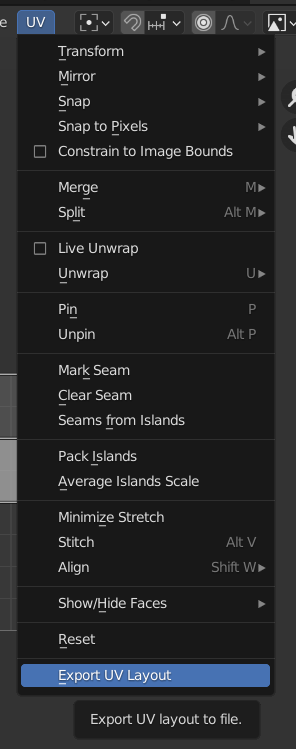 e UV
Transform
Mirror
Snap
Snap to Pixels
Constrain to Image Bounds
Merge M
Split Alt M
Live Unwrap
Unwrap U
Pin P
Unpin Alt P
Mark Seam
Clear Seam
Seams from Islands
Pack Islands
Average Islands Scale
Minimize Stretch
Stitch Alt V
Align Shift W
Show/Hide Faces
Reset
Export UV Layout
Export UV layout to file.